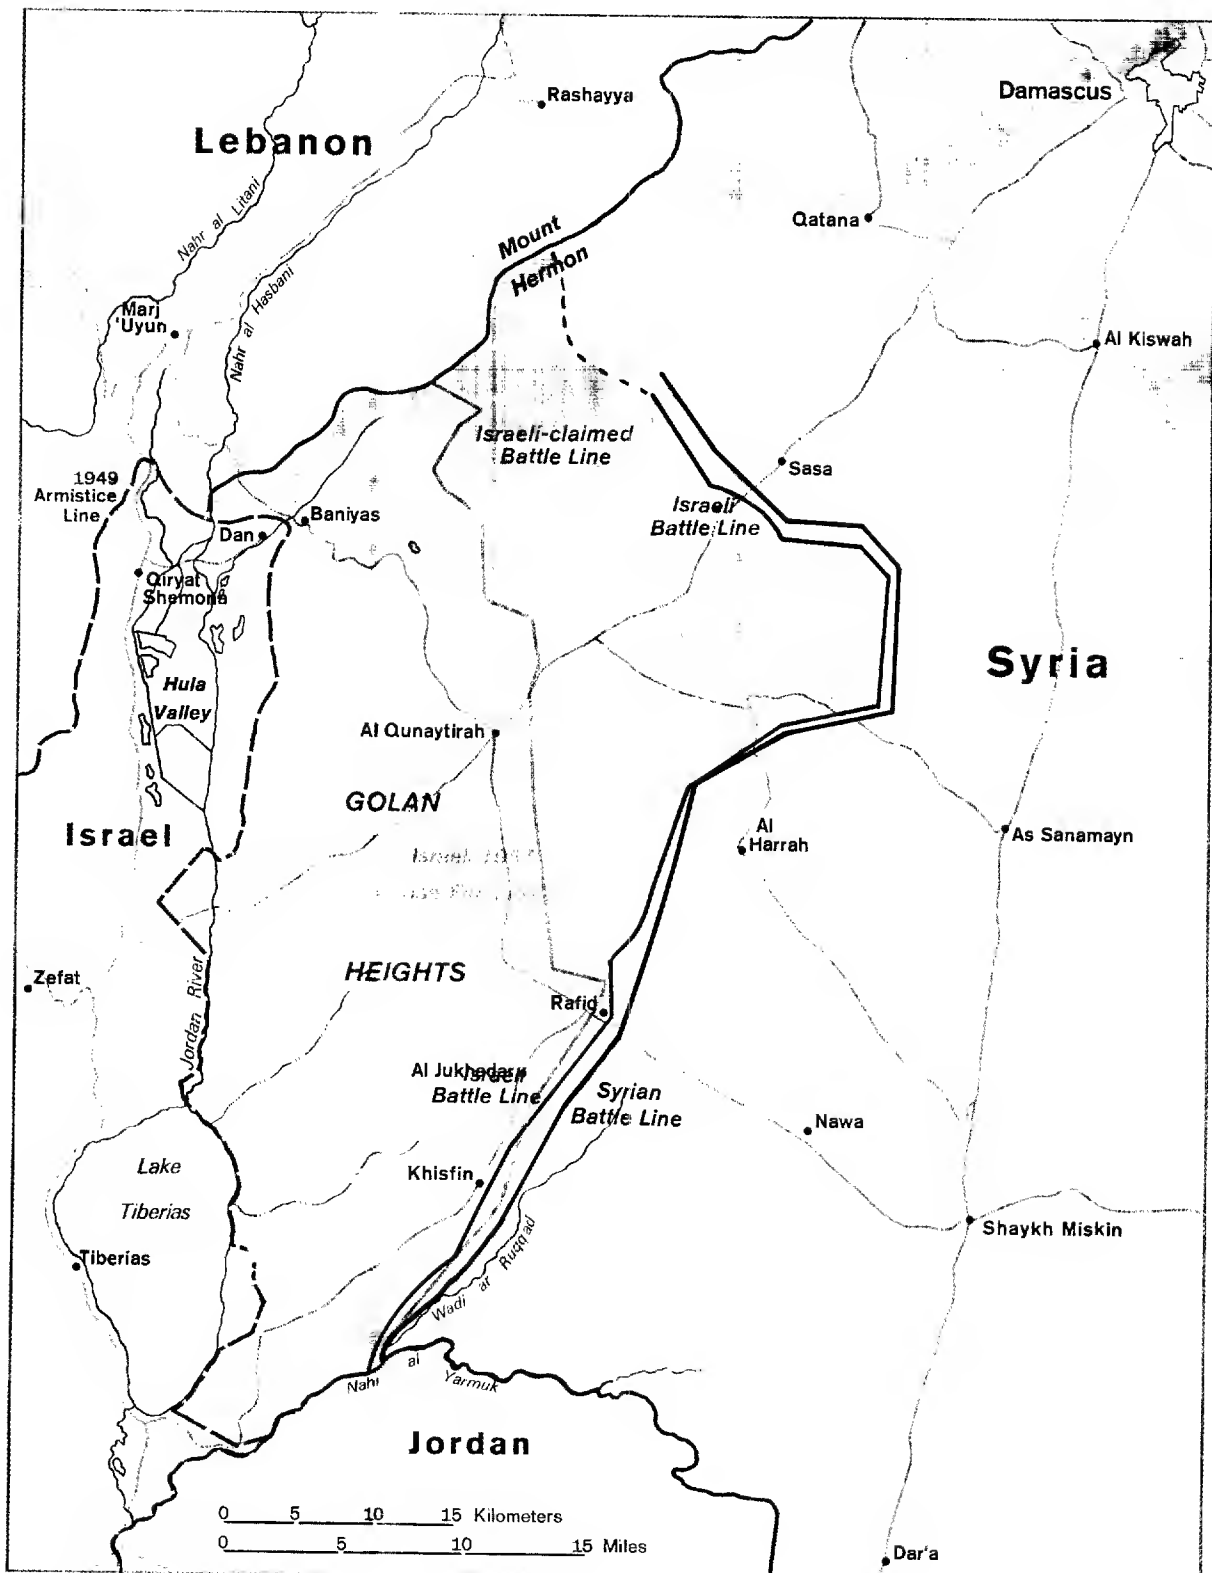 Rashayya
Damascus
Lebanon
Nahr al Litani
Qatana
Mount
Hermon
Nahr al Hasbani
Marj
'Uyun
Al Kiswah
Israeli-claimed
Battle Line
Sasa
1949
Armistice
Line
Israeli
Battle Line
Baniyas
Dan
Qiryat
Shemona
Syria
Hula
Valley
Al Qunaytirah
GOLAN
Israel
Al
Harrah
As Sanamayn
Israel
HEIGHTS
Zefat
Jordan River
Rafid
Al Jukhadar
Israeli
Battle Line
Syrian
Battle Line
Nawa
Lake
Tiberias
Khisfin
Shaykh Miskin
Tiberias
Wadi ar Ruqqad
Nahr al Yarmuk
Jordan
0 5 10 15 Kilometers
0 5 10 15 Miles
Dar'a